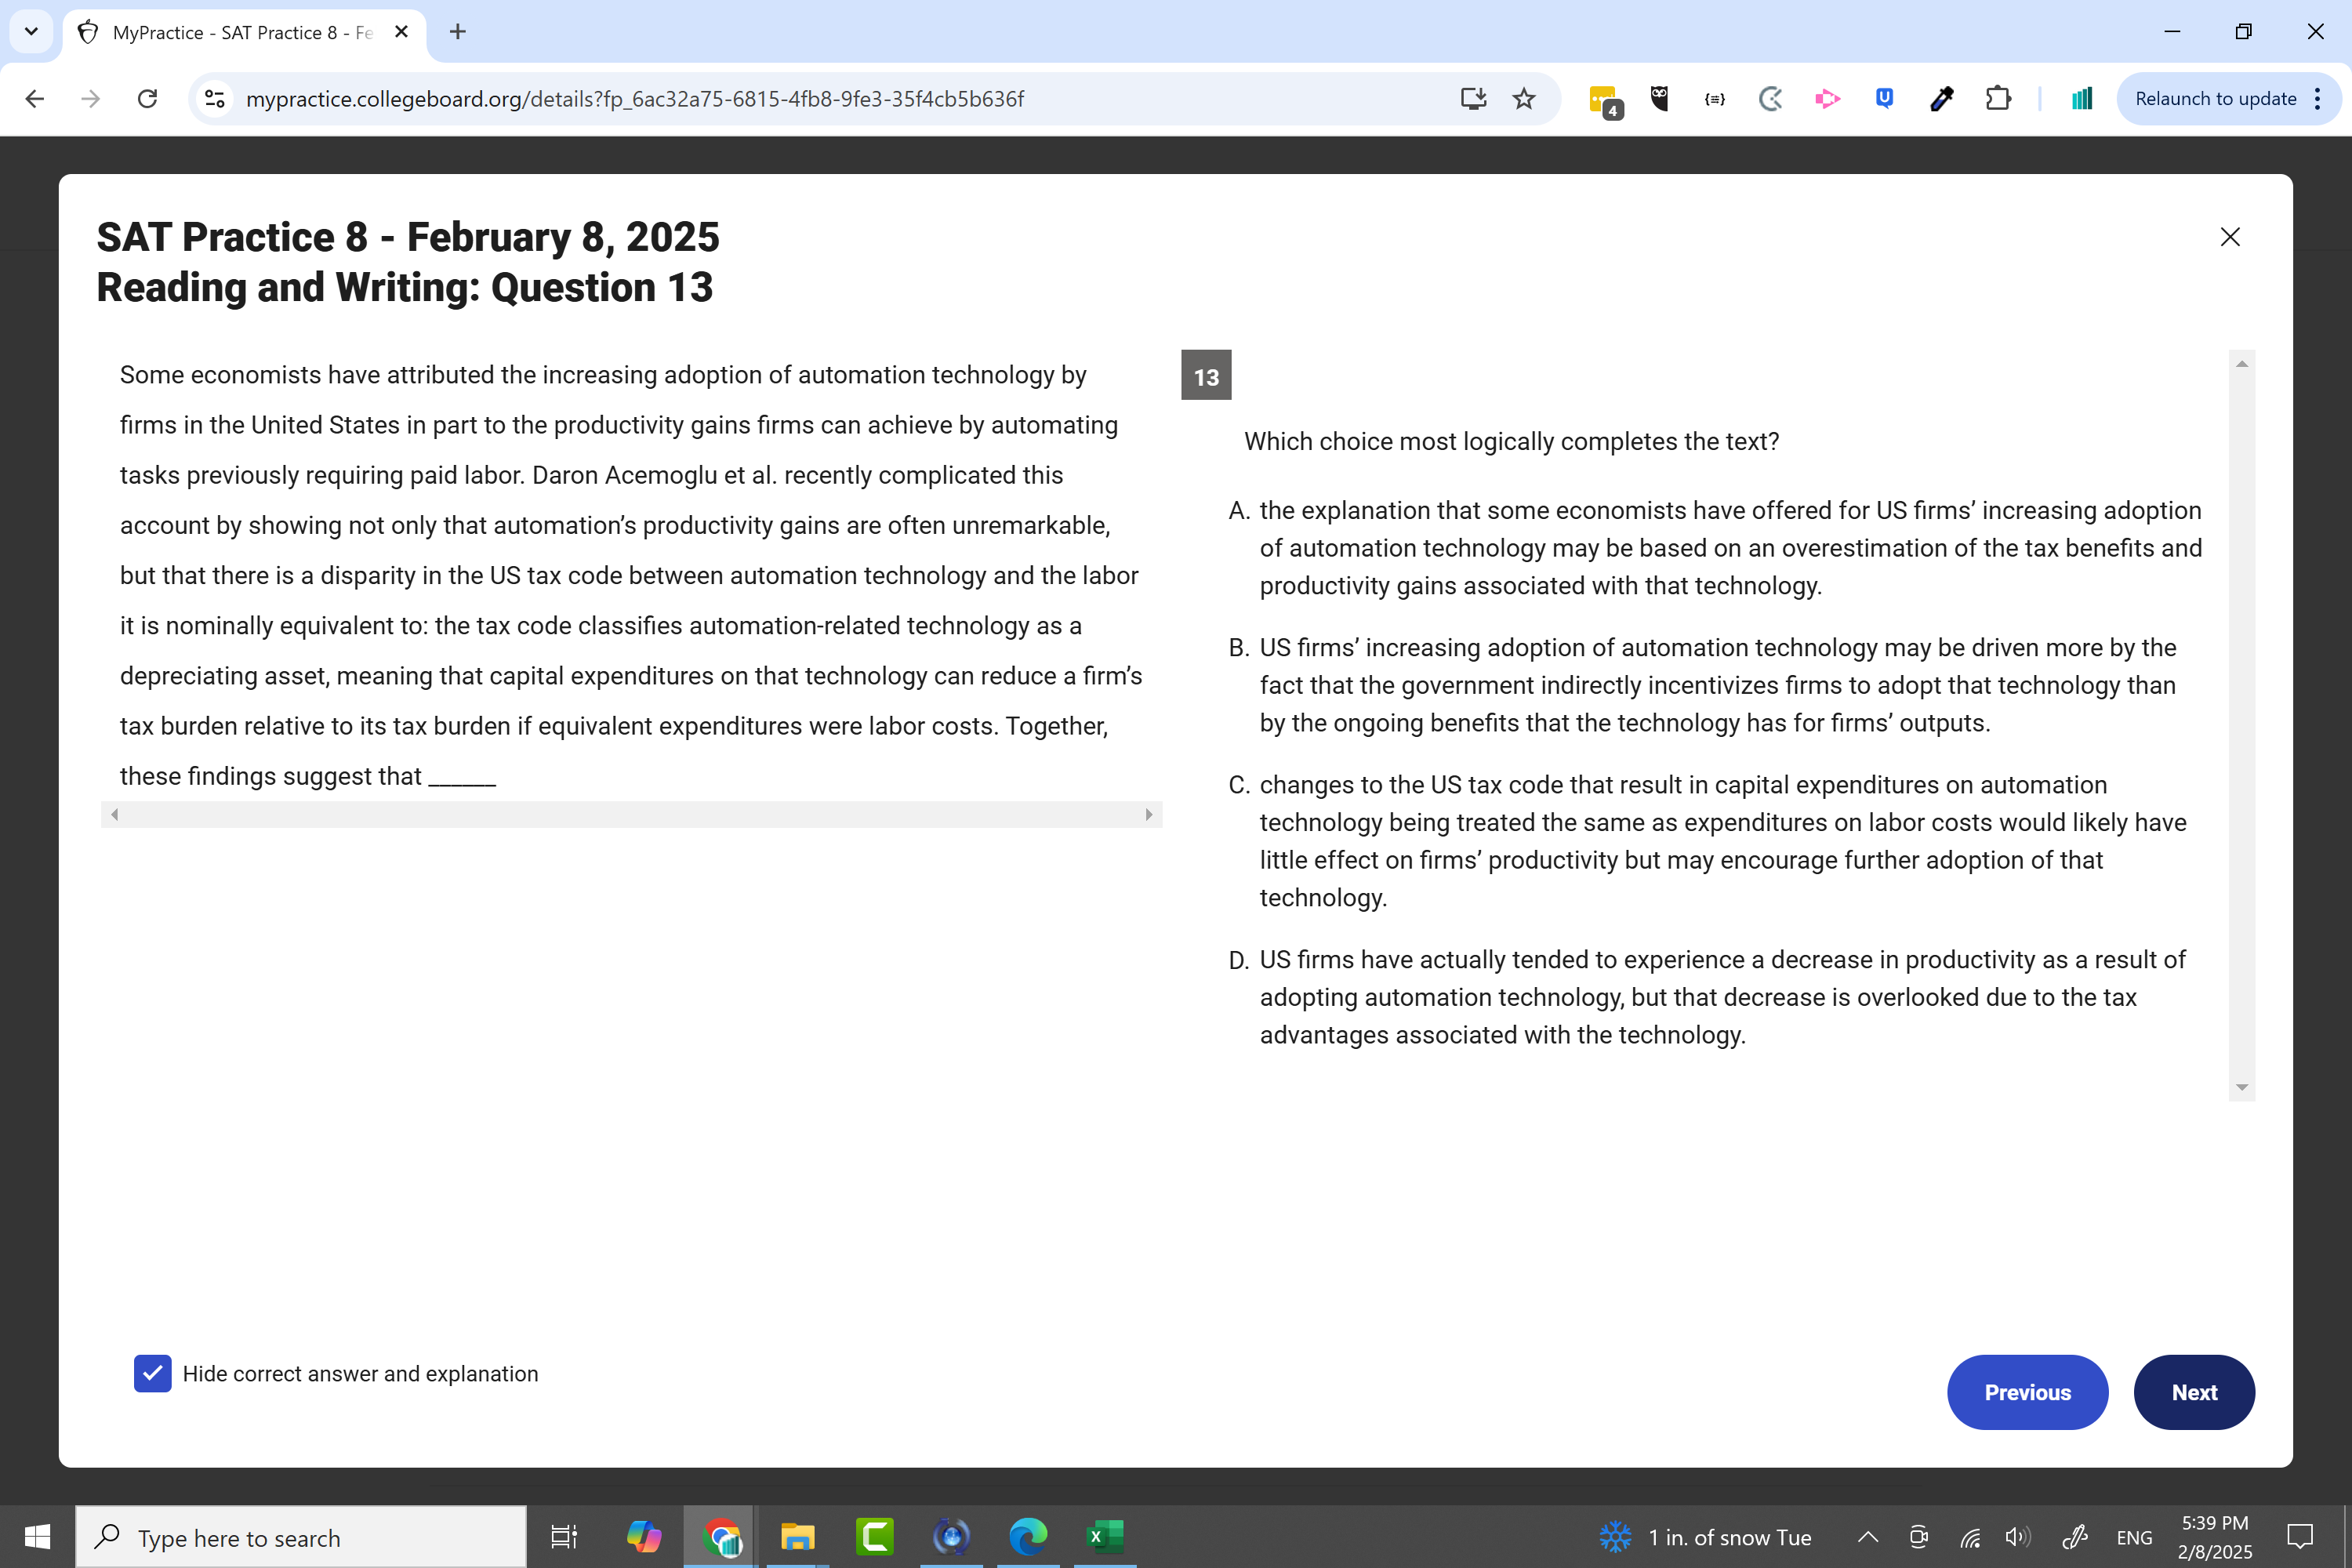 MyPractice - SAT Practice 8 - Fe
mypractice.collegeboard.org/details?fp_6ac32a75-6815-4fb8-9fe3-35f4cb5b636f
4
Relaunch to update
SAT Practice 8 - February 8, 2025
Reading and Writing: Question 13
Some economists have attributed the increasing adoption of automation technology by
firms in the United States in part to the productivity gains firms can achieve by automating
tasks previously requiring paid labor. Daron Acemoglu et al. recently complicated this
account by showing not only that automation’s productivity gains are often unremarkable,
but that there is a disparity in the US tax code between automation technology and the labor
it is nominally equivalent to: the tax code classifies automation-related technology as a
depreciating asset, meaning that capital expenditures on that technology can reduce a firm’s
tax burden relative to its tax burden if equivalent expenditures were labor costs. Together,
these findings suggest that ______
13
Which choice most logically completes the text?
A. the explanation that some economists have offered for US firms’ increasing adoption
of automation technology may be based on an overestimation of the tax benefits and
productivity gains associated with that technology.
B. US firms’ increasing adoption of automation technology may be driven more by the
fact that the government indirectly incentivizes firms to adopt that technology than
by the ongoing benefits that the technology has for firms’ outputs.
C. changes to the US tax code that result in capital expenditures on automation
technology being treated the same as expenditures on labor costs would likely have
little effect on firms’ productivity but may encourage further adoption of that
technology.
D. US firms have actually tended to experience a decrease in productivity as a result of
adopting automation technology, but that decrease is overlooked due to the tax
advantages associated with the technology.
Hide correct answer and explanation
Previous
Next
Type here to search
1 in. of snow Tue
ENG
5:39 PM
2/8/2025